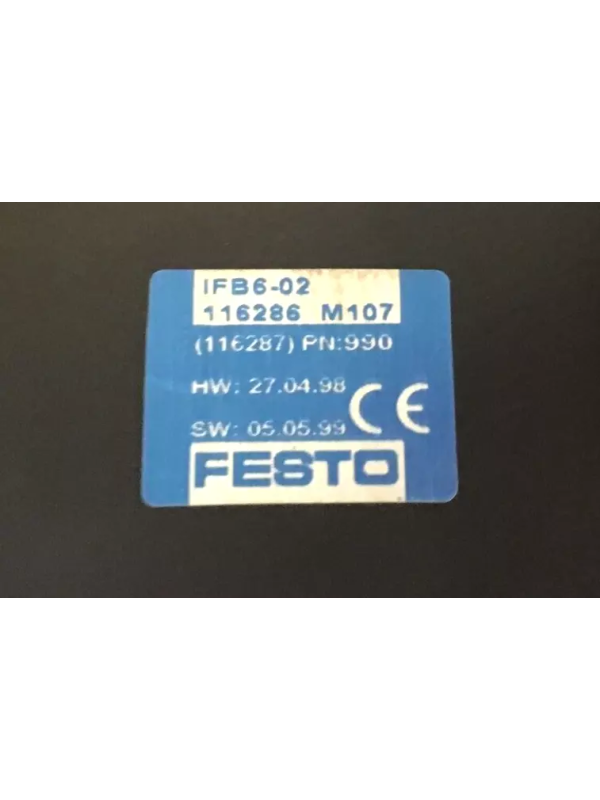 IFB6-02
116286 M107
(116287) PN:990
HW: 27.04.98
SW: 05.05.99
CE
FESTO